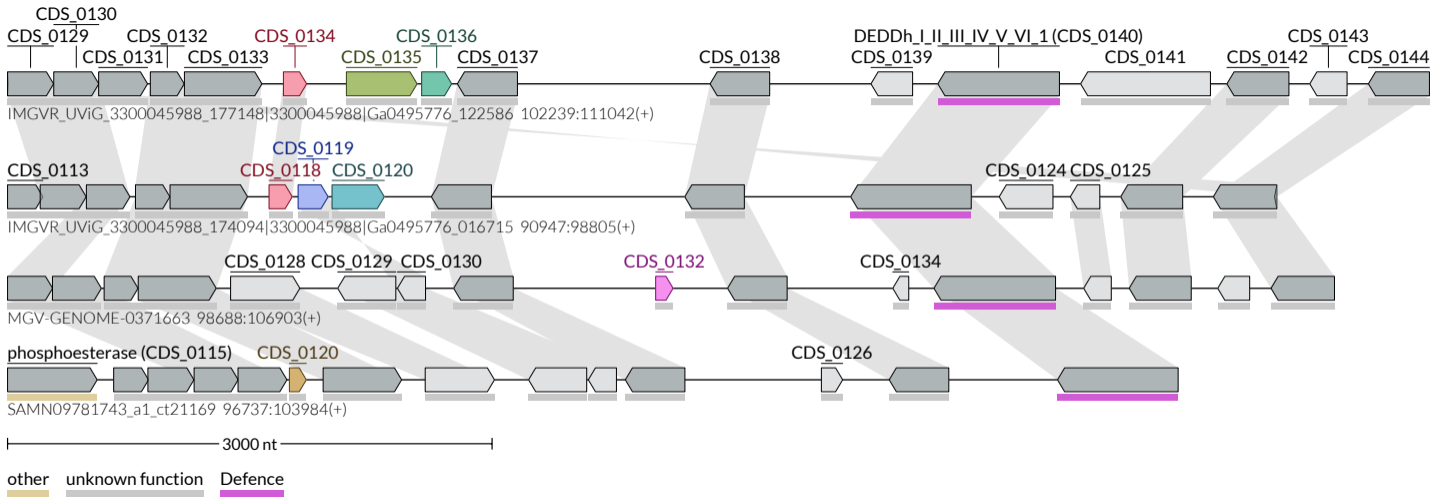 CDS_0130
CDS_0129 CDS_0132 CDS_0134 CDS_0136 DEDDh_I_II_III_IV_V_VI_1 (CDS_0140) CDS_0143
CDS_0131 CDS_0133 CDS_0135 CDS_0137 CDS_0138 CDS_0139 CDS_0141 CDS_0142 CDS_0144
IMGVR_UViG_3300045988_177148|3300045988|Ga0495776_122586 102239:111042(+)
CDS_0119
CDS_0113 CDS_0118 CDS_0120 CDS_0124 CDS_0125
IMGVR_UViG_3300045988_174094|3300045988|Ga0495776_016715 90947:98805(+)
CDS_0128 CDS_0129 CDS_0130 CDS_0132 CDS_0134
MGV-GENOME-0371663 98688:106903(+)
phosphoesterase (CDS_0115) CDS_0120 CDS_0126
SAMN09781743_a1_ct21169 96737:103984(+)
3000 nt
other unknown function Defence